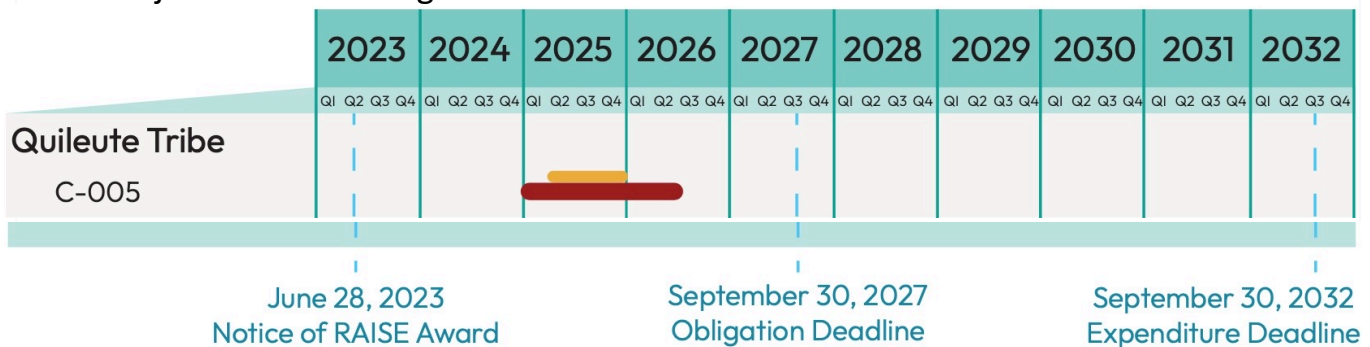 2023 2024 2025 2026 2027 2028 2029 2030 2031 2032
Q1 Q2 Q3 Q4 Q1 Q2 Q3 Q4 Q1 Q2 Q3 Q4 Q1 Q2 Q3 Q4 Q1 Q2 Q3 Q4 Q1 Q2 Q3 Q4 Q1 Q2 Q3 Q4 Q1 Q2 Q3 Q4 Q1 Q2 Q3 Q4 Q1 Q2 Q3 Q4
Quileute Tribe
C-005
June 28, 2023
Notice of RAISE Award
September 30, 2027
Obligation Deadline
September 30, 2032
Expenditure Deadline